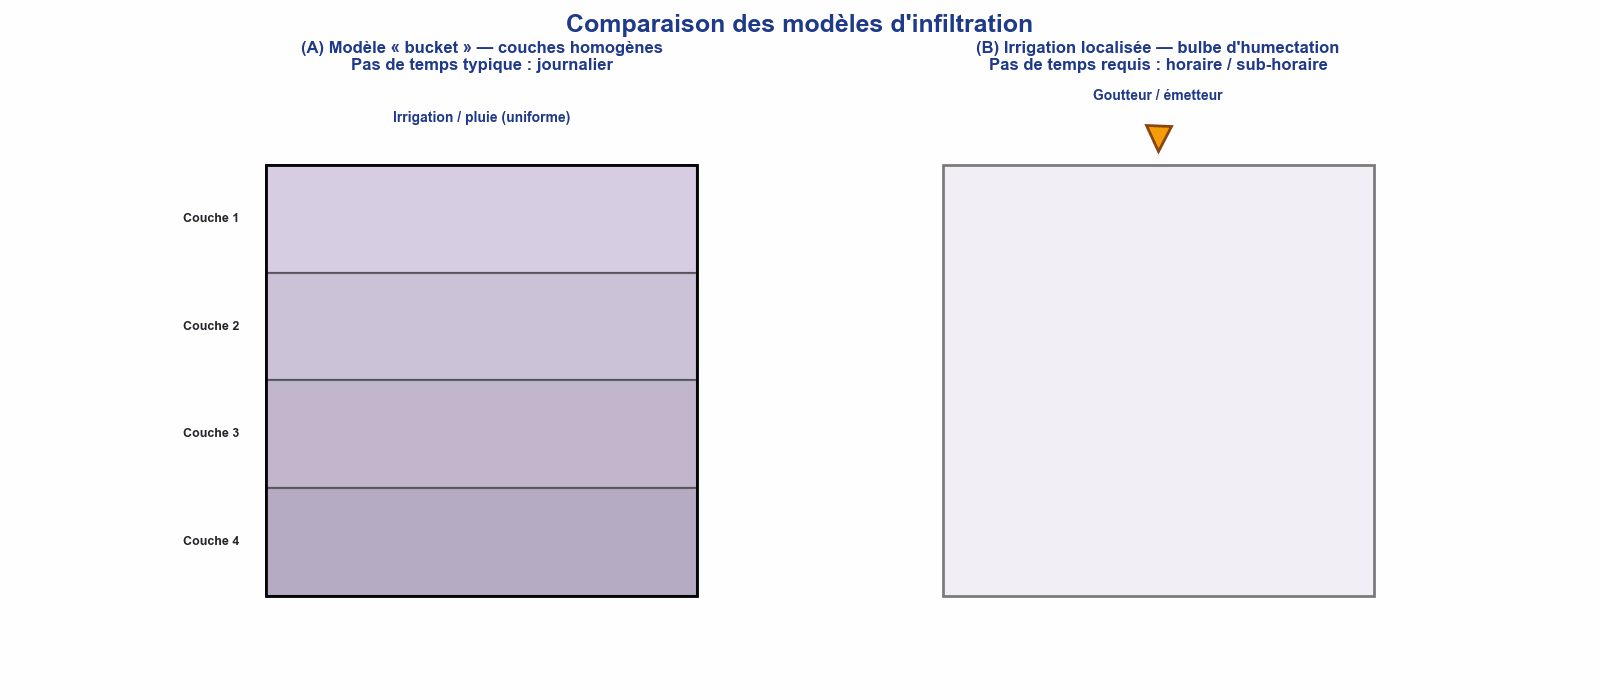 Comparaison des modèles d'infiltration
(A) Modèle « bucket » — couches homogènes
Pas de temps typique : journalier
Irrigation / pluie (uniforme)
Couche 1
Couche 2
Couche 3
Couche 4
(B) Irrigation localisée — bulbe d'humectation
Pas de temps requis : horaire / sub-horaire
Goutteur / émetteur